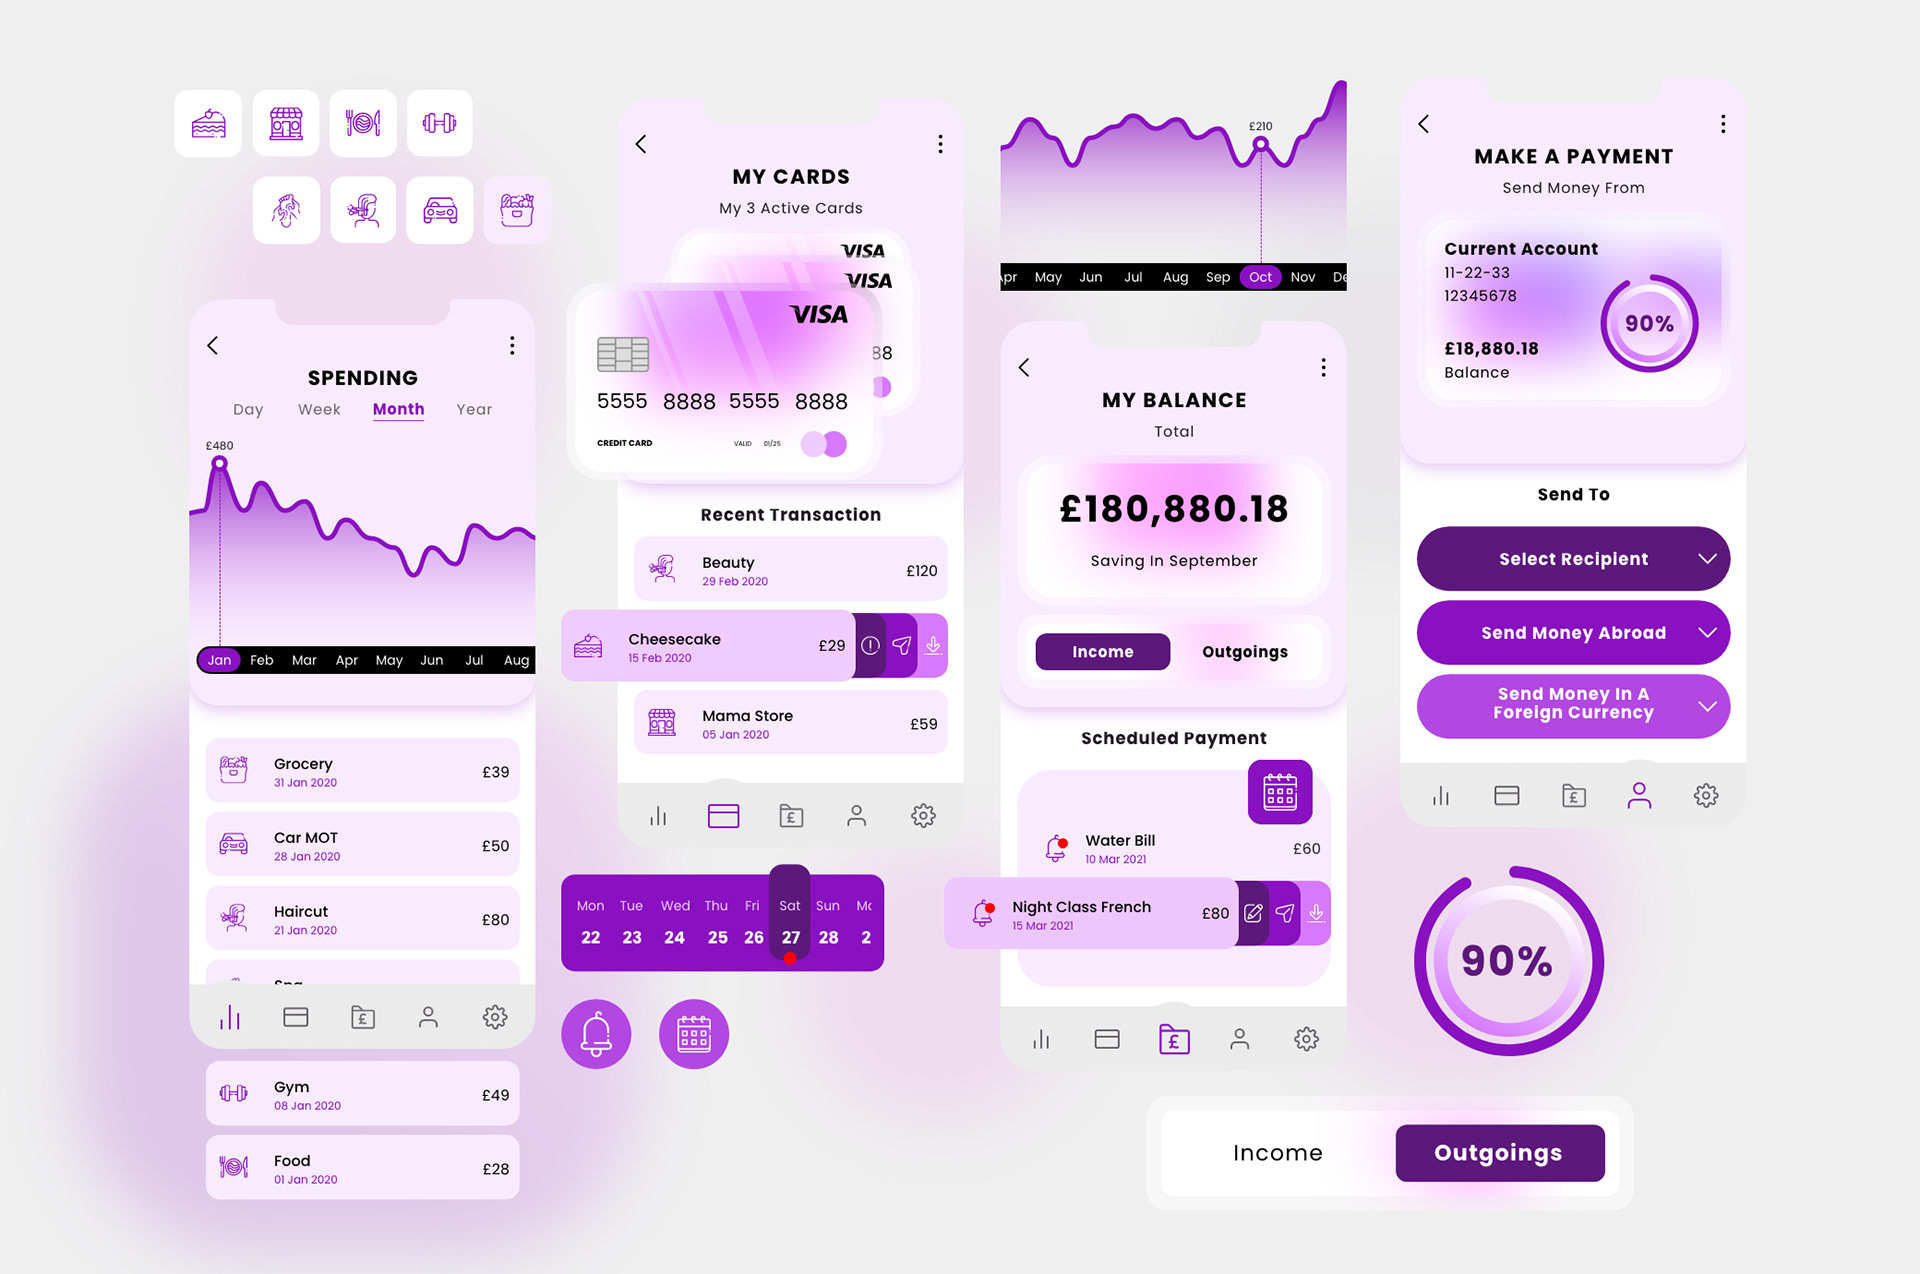 SPENDING
Day Week Month Year
£480
Jan Feb Mar Apr May Jun Jul Aug
Grocery
31 Jan 2020
£39
Car MOT
28 Jan 2020
£50
Haircut
21 Jan 2020
£80
Gym
08 Jan 2020
£49
Food
01 Jan 2020
£28
MY CARDS
My 3 Active Cards
VISA
VISA
VISA
88
5555 8888 5555 8888
CREDIT CARD VALID 01/25
Recent Transaction
Beauty
29 Feb 2020
£120
Cheesecake
15 Feb 2020
£29
Mama Store
05 Jan 2020
£59
£
Mon Tue Wed Thu Fri Sat Sun
22 23 24 25 26 27 28 2
£210
May Jun Jul Aug Sep Oct Nov
MY BALANCE
Total
£180,880.18
Saving In September
Income Outgoings
Scheduled Payment
Water Bill
10 Mar 2021
£60
Night Class French
15 Mar 2021
£80
£
MAKE A PAYMENT
Send Money From
Current Account
11-22-33
12345678
90%
£18,880.18
Balance
Send To
Select Recipient
Send Money Abroad
Send Money In A
Foreign Currency
£
90%
Income Outgoings
£